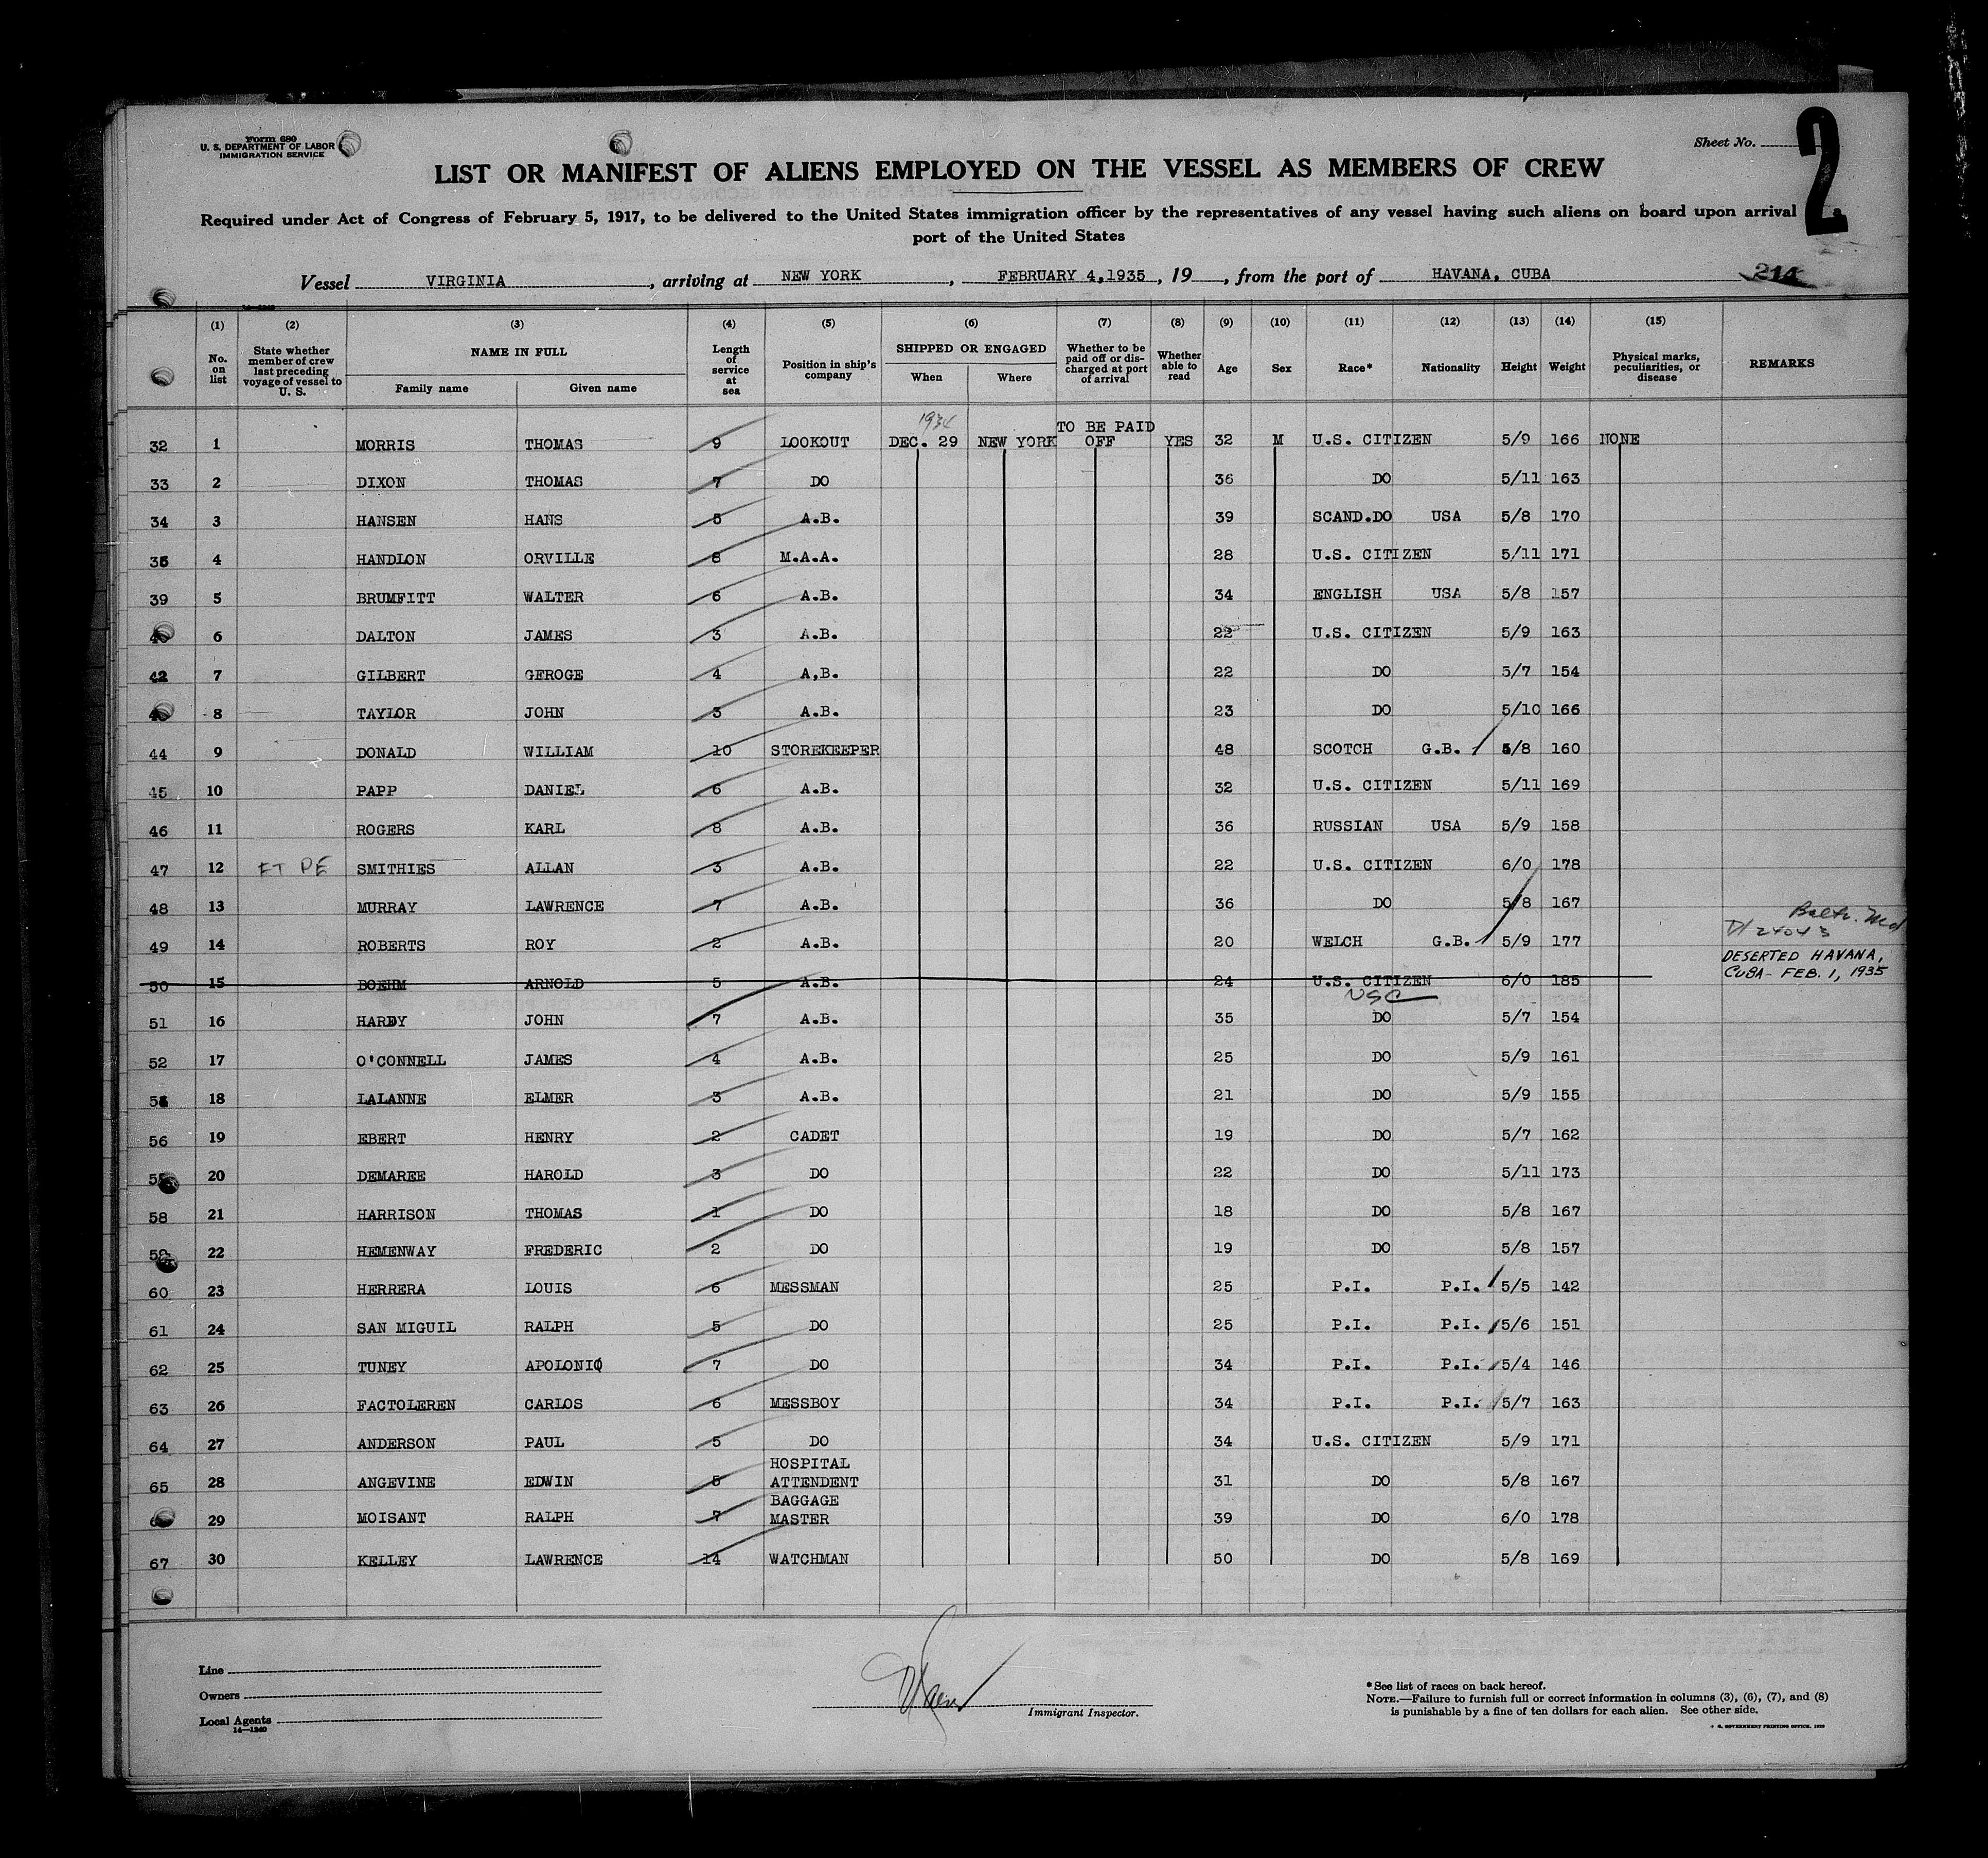 Form 680
U. S. DEPARTMENT OF LABOR
IMMIGRATION SERVICE
Sheet No.
2
LIST OR MANIFEST OF ALIENS EMPLOYED ON THE VESSEL AS MEMBERS OF CREW
Required under Act of Congress of February 5, 1917, to be delivered to the United States immigration officer by the representatives of any vessel having such aliens on board upon arrival
port of the United States
Vessel VIRGINIA, arriving at NEW YORK, FEBRUARY 4,1935, 19, from the port of HAVANA, CUBA 214
(1) (2) (3) (4) (5) (6) (7) (8) (9) (10) (11) (12) (13) (14) (15)
No. on list State whether member of crew last preceding voyage of vessel to U. S. NAME IN FULL Family name Given name Length of service at sea Position in ship's company SHIPPED OR ENGAGED When Where Whether to be paid off or discharged at port of arrival Whether able to read Age Sex Race* Nationality Height Weight Physical marks, peculiarities, or disease REMARKS
1934
32 1 MORRIS THOMAS 9 LOOKOUT DEC. 29 NEW YORK TO BE PAID OFF YES 32 M U.S. CITIZEN 5/9 166 NONE
33 2 DIXON THOMAS 7 DO 36 DO 5/11 163
34 3 HANSEN HANS 5 A.B. 39 SCAND.DO USA 5/8 170
4 HANDLON ORVILLE 8 M.A.A. 28 U.S. CITIZEN 5/11 171
39 5 BRUMFITT WALTER 6 A.B. 34 ENGLISH USA 5/8 157
6 DALTON JAMES 3 A.B. 22 U.S. CITIZEN 5/9 163
42 7 GILBERT GFROGE 4 A,B. 22 DO 5/7 154
8 TAYLOR JOHN 3 A.B. 23 DO 5/10 166
44 9 DONALD WILLIAM 10 STOREKEEPER 48 SCOTCH G.B. 5/8 160
45 10 PAPP DANIEL 6 A.B. 32 U.S. CITIZEN 5/11 169
46 11 ROGERS KARL 8 A.B. 36 RUSSIAN USA 5/9 158
47 12 SMITHIES ALLAN 3 A.B. 22 U.S. CITIZEN 6/0 178
48 13 MURRAY LAWRENCE 7 A.B. 36 DO 5/8 167
49 14 ROBERTS ROY 2 A.B. 20 WELCH G.B. 5/9 177 Balto. Md
50 15 BOEHM ARNOLD 5 A.B. 24 U.S. CITIZEN 6/0 185 DESERTED HAVANA, CUBA - FEB. 1, 1935
USC
51 16 HARDY JOHN 7 A.B. 35 DO 5/7 154
52 17 O'CONNELL JAMES 4 A.B. 25 DO 5/9 161
18 LALANNE ELMER 3 A.B. 21 DO 5/9 155
56 19 EBERT HENRY 2 CADET 19 DO 5/7 162
20 DEMAREE HAROLD 3 DO 22 DO 5/11 173
58 21 HARRISON THOMAS 1 DO 18 DO 5/8 167
59 22 HEMENWAY FREDERIC 2 DO 19 DO 5/8 157
60 23 HERRERA LOUIS 6 MESSMAN 25 P.I. P.I. 5/5 142
61 24 SAN MIGUIL RALPH 5 DO 25 P.I. P.I. 5/6 151
62 25 TUNEY APOLONIO 7 DO 34 P.I. P.I. 5/4 146
63 26 FACTOLEREN CARLOS 6 MESSBOY 34 P.I. P.I. 5/7 163
64 27 ANDERSON PAUL 5 DO 34 U.S. CITIZEN 5/9 171
65 28 ANGEVINE EDWIN 5 HOSPITAL ATTENDENT 31 DO 5/8 167
29 MOISANT RALPH 7 BAGGAGE MASTER 39 DO 6/0 178
67 30 KELLEY LAWRENCE 14 WATCHMAN 50 DO 5/8 169
Line
Owners
Local Agents
14—1240
Immigrant Inspector.
*See list of races on back hereof.
NOTE.—Failure to furnish full or correct information in columns (3), (6), (7), and (8)
is punishable by a fine of ten dollars for each alien. See other side.
GOVERNMENT PRINTING OFFICE